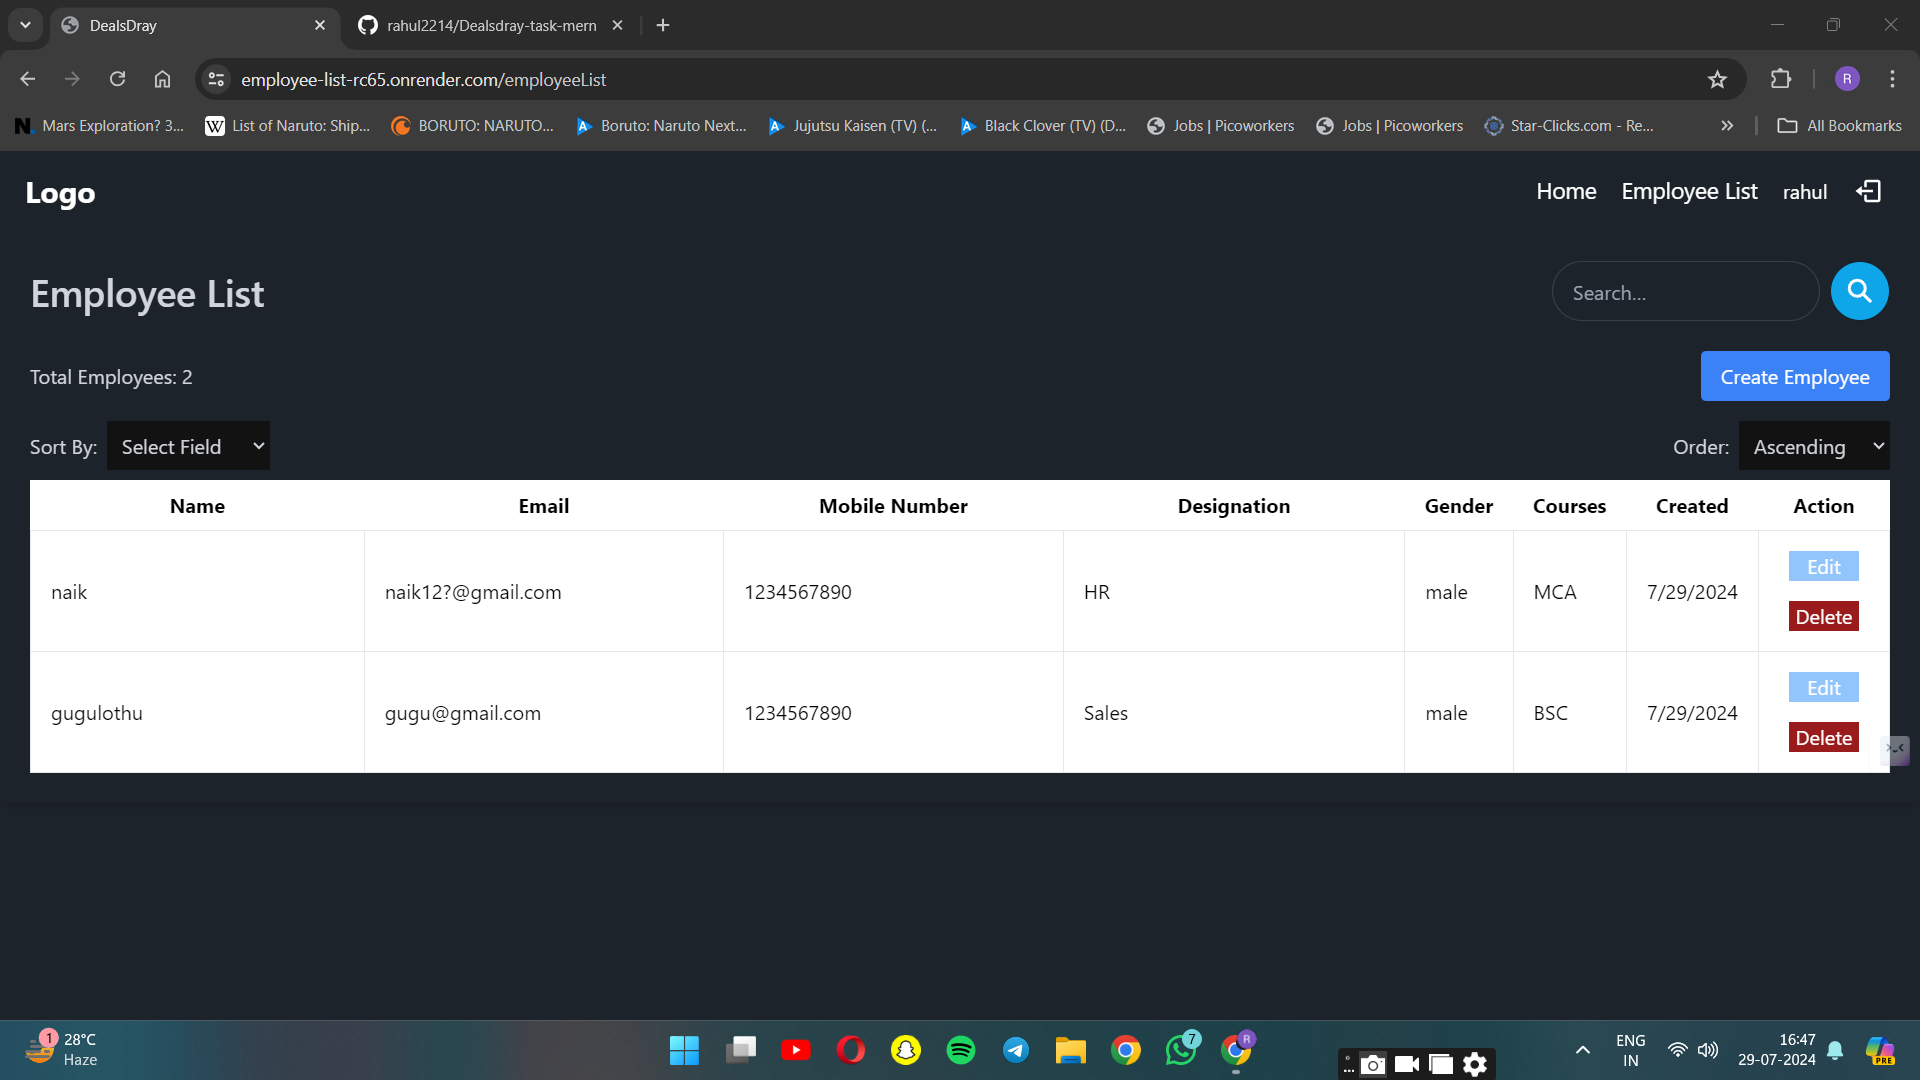 DealsDray
rahul2214/Dealsdray-task-mern
employee-list-rc65.onrender.com/employeeList
R
N. Mars Exploration? 3...
W List of Naruto: Ship...
BORUTO: NARUTO...
A Boruto: Naruto Next...
A Jujutsu Kaisen (TV) (...
A Black Clover (TV) (D...
Jobs | Picoworkers
Jobs | Picoworkers
Star-Clicks.com - Re...
All Bookmarks
Logo
Home Employee List rahul
Employee List
Search...
Total Employees: 2
Create Employee
Sort By: Select Field
Order: Ascending
Name Email Mobile Number Designation Gender Courses Created Action
naik naik12?@gmail.com 1234567890 HR male MCA 7/29/2024 Edit
Delete
gugulothu gugu@gmail.com 1234567890 Sales male BSC 7/29/2024 Edit
Delete
1
28°C
Haze
7
R
ENG
IN
16:47
29-07-2024
PRE